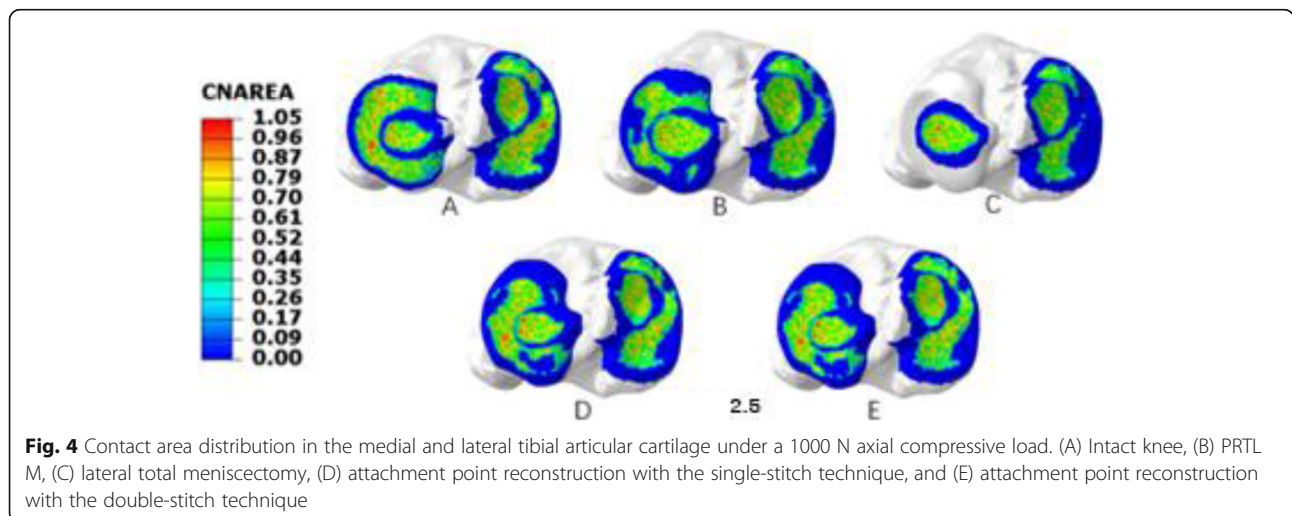 CNAREA
1.05
0.96
0.87
0.79
0.70
0.61
0.52
0.44
0.35
0.26
0.17
0.09
0.00
A
B
C
D
2.5
E
Fig. 4 Contact area distribution in the medial and lateral tibial articular cartilage under a 1000 N axial compressive load. (A) Intact knee, (B) PRTL
M, (C) lateral total meniscectomy, (D) attachment point reconstruction with the single-stitch technique, and (E) attachment point reconstruction
with the double-stitch technique